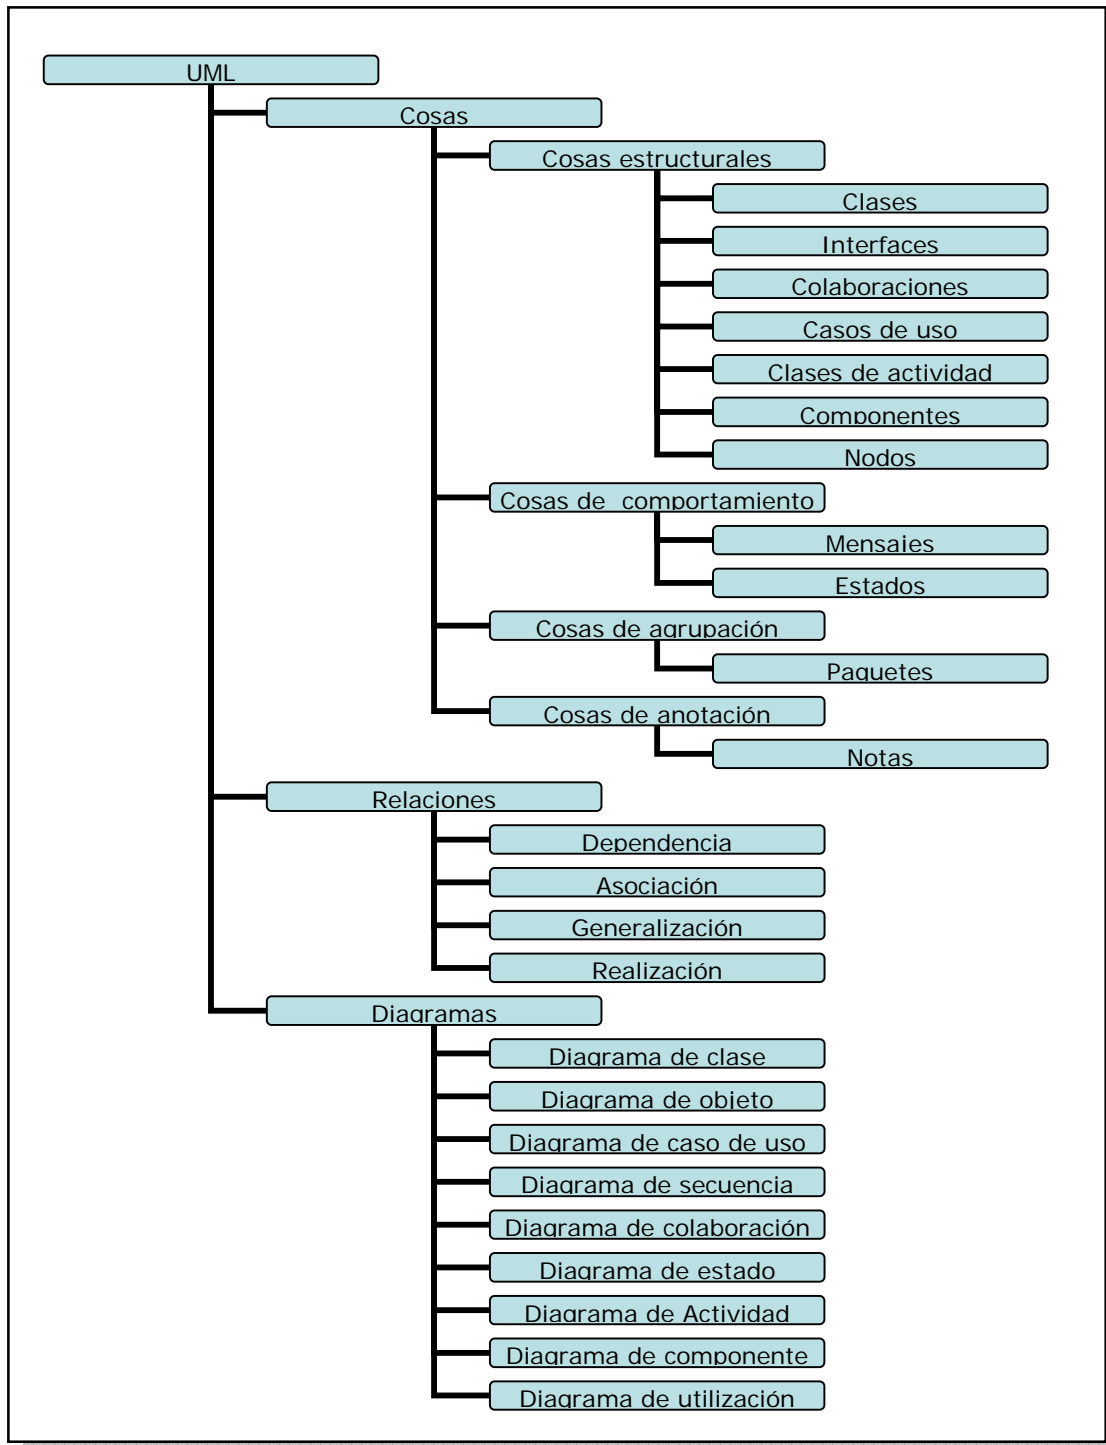 UML
Cosas
Cosas estructurales
Clases
Interfaces
Colaboraciones
Casos de uso
Clases de actividad
Componentes
Nodos
Cosas de comportamiento
Mensajes
Estados
Cosas de agrupación
Paquetes
Cosas de anotación
Notas
Relaciones
Dependencia
Asociación
Generalización
Realización
Diagramas
Diagrama de clase
Diagrama de objeto
Diagrama de caso de uso
Diagrama de secuencia
Diagrama de colaboración
Diagrama de estado
Diagrama de Actividad
Diagrama de componente
Diagrama de utilización